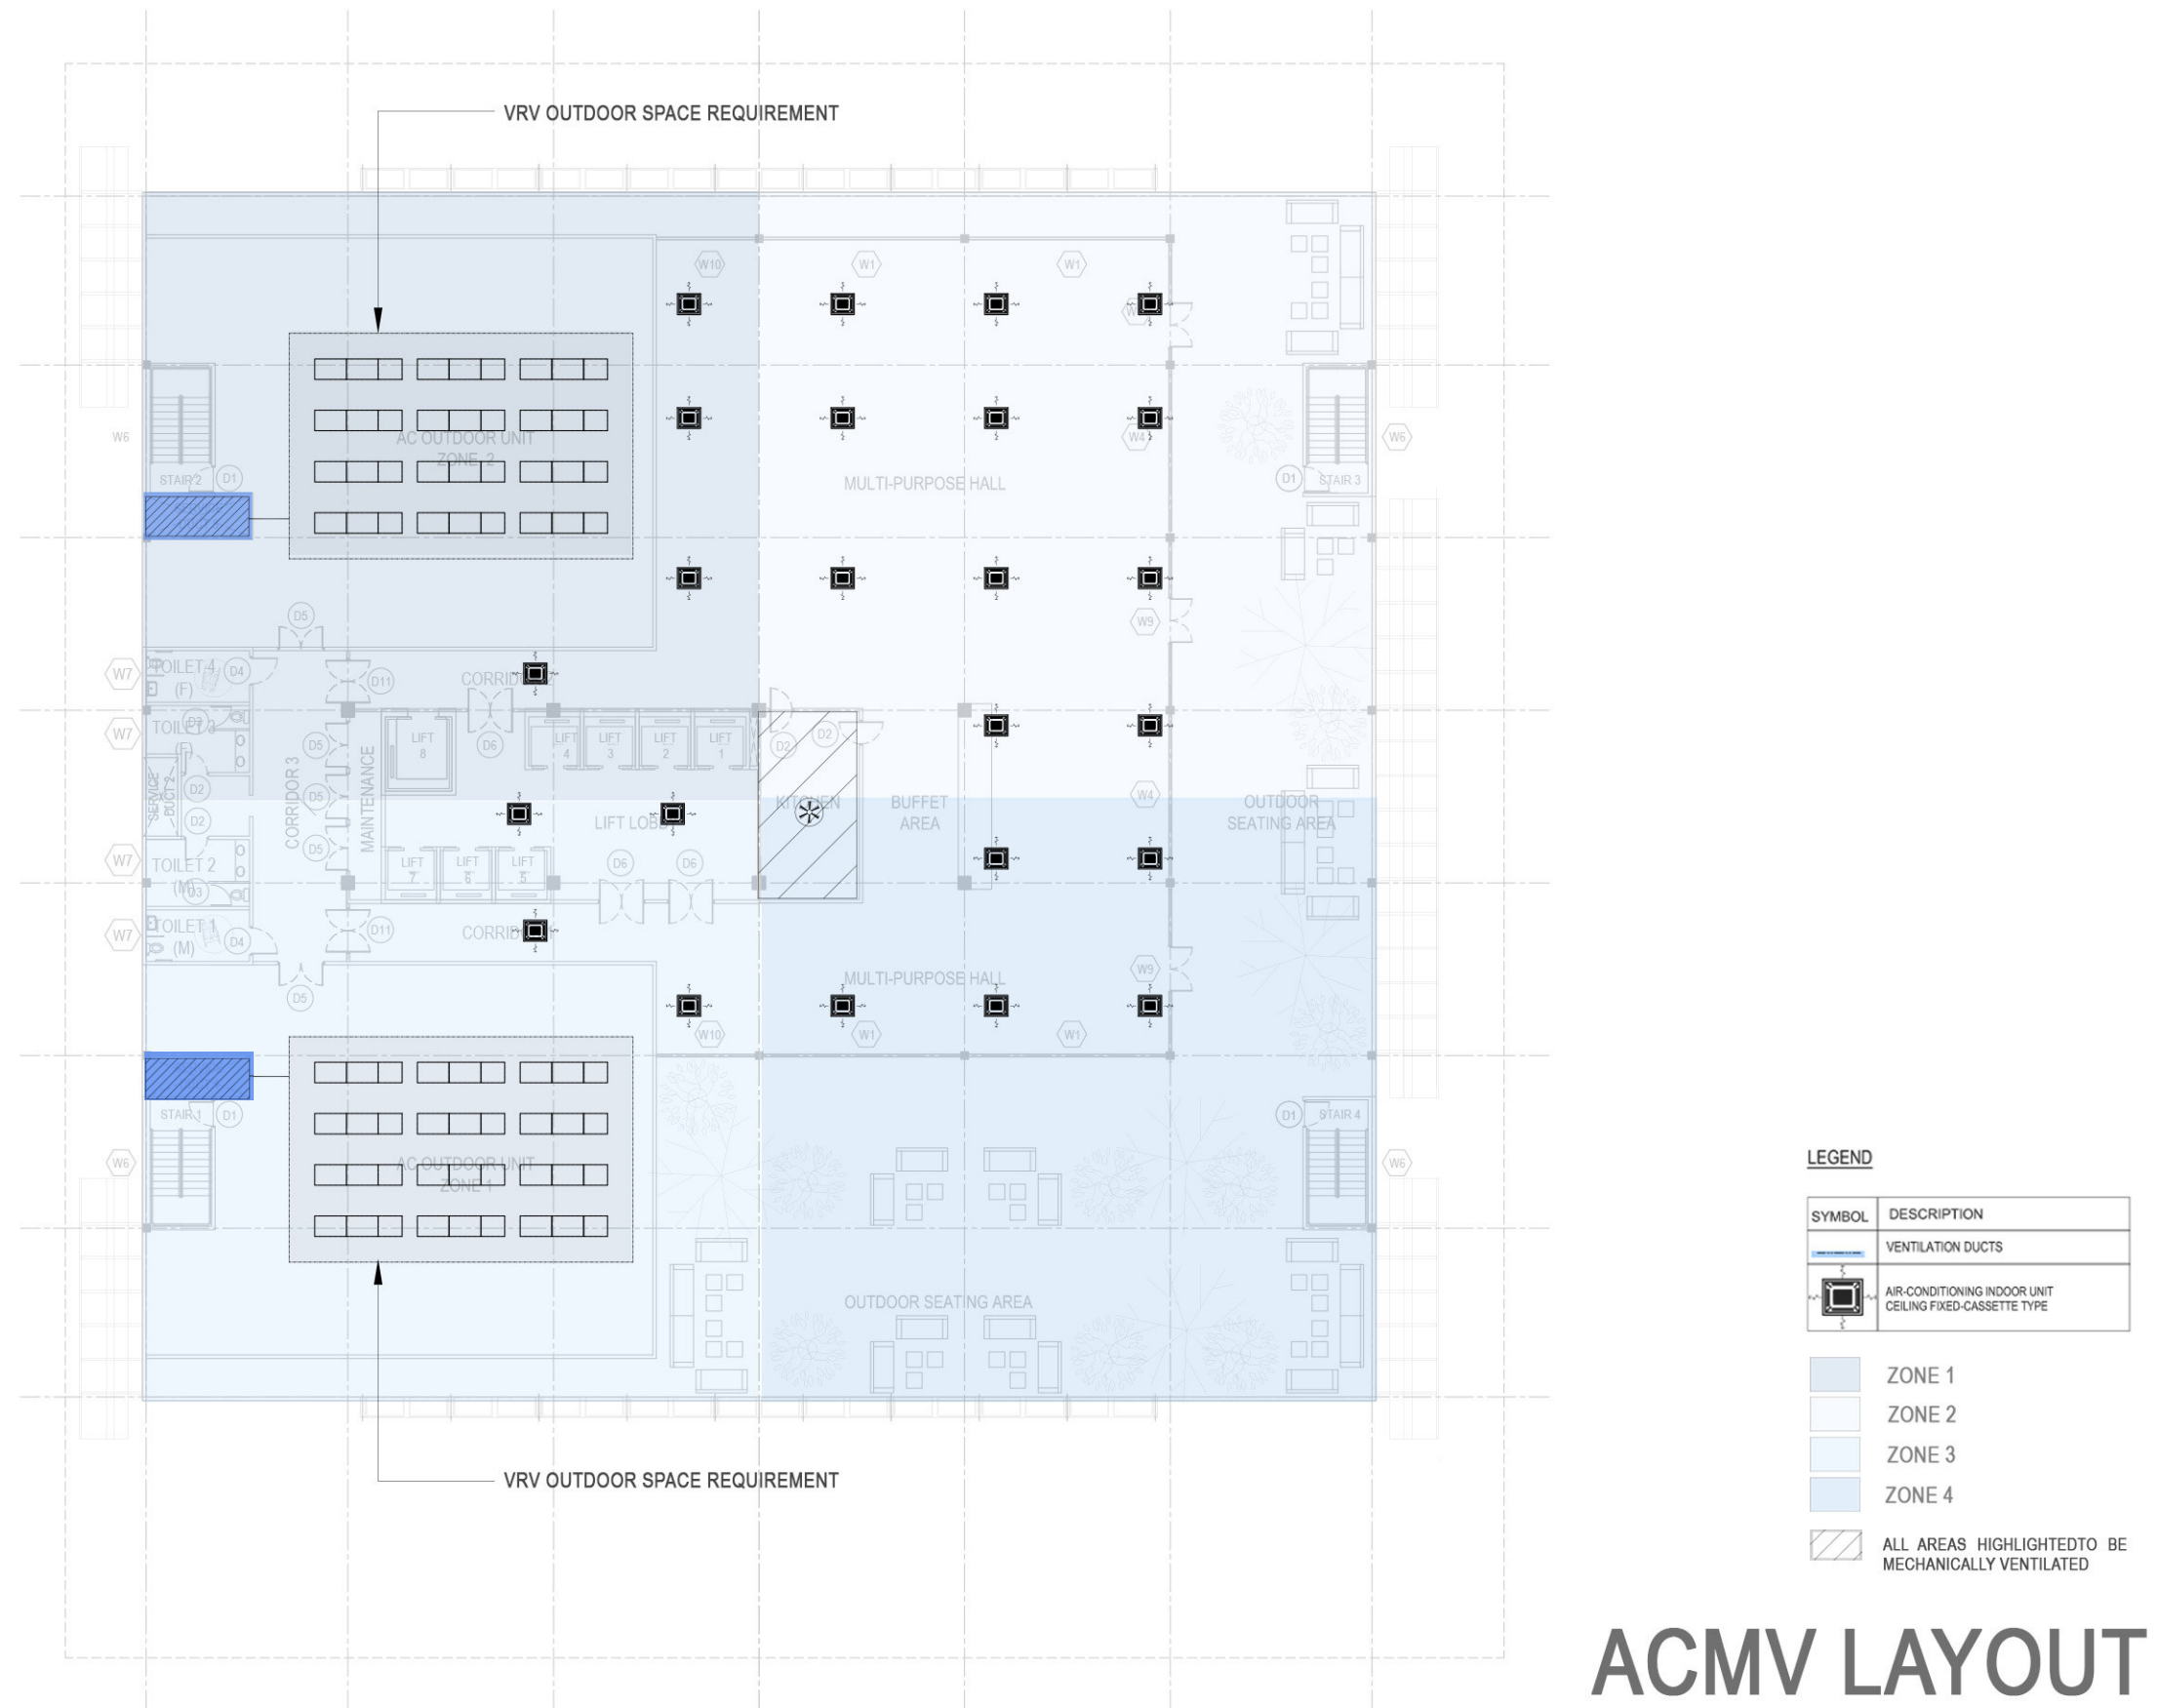 VRV OUTDOOR SPACE REQUIREMENT
W10
W1
W1
W6
AC OUTDOOR UNIT
ZONE 2
W4
W6
STAIR 2
D1
MULTI-PURPOSE HALL
D1
STAIR 3
D5
W9
W7
TOILET 4
(F)
D4
D11
D3
TOILET 3
(F)
W7
D5
LIFT
8
D6
LIFT
4
LIFT
3
LIFT
2
LIFT
1
D2
D2
SERVICE
DUCT 2
D2
D2
CORRIDOR 3
D5
D5
MAINTENANCE
LIFT LOBBY
KITCHEN
BUFFET
AREA
W4
OUTDOOR
SEATING AREA
W7
TOILET 2
(M)
D3
LIFT
7
LIFT
6
LIFT
5
D6
D6
W7
TOILET 1
(M)
D4
D11
D5
MULTI-PURPOSE HALL
W9
W10
W1
W1
STAIR 1
D1
D1
STAIR 4
W6
AC OUTDOOR UNIT
ZONE 1
W6
OUTDOOR SEATING AREA
VRV OUTDOOR SPACE REQUIREMENT
LEGEND
SYMBOL DESCRIPTION
VENTILATION DUCTS
AIR-CONDITIONING INDOOR UNIT
CEILING FIXED-CASSETTE TYPE
ZONE 1
ZONE 2
ZONE 3
ZONE 4
ALL AREAS HIGHLIGHTEDTO BE
MECHANICALLY VENTILATED
ACMV LAYOUT